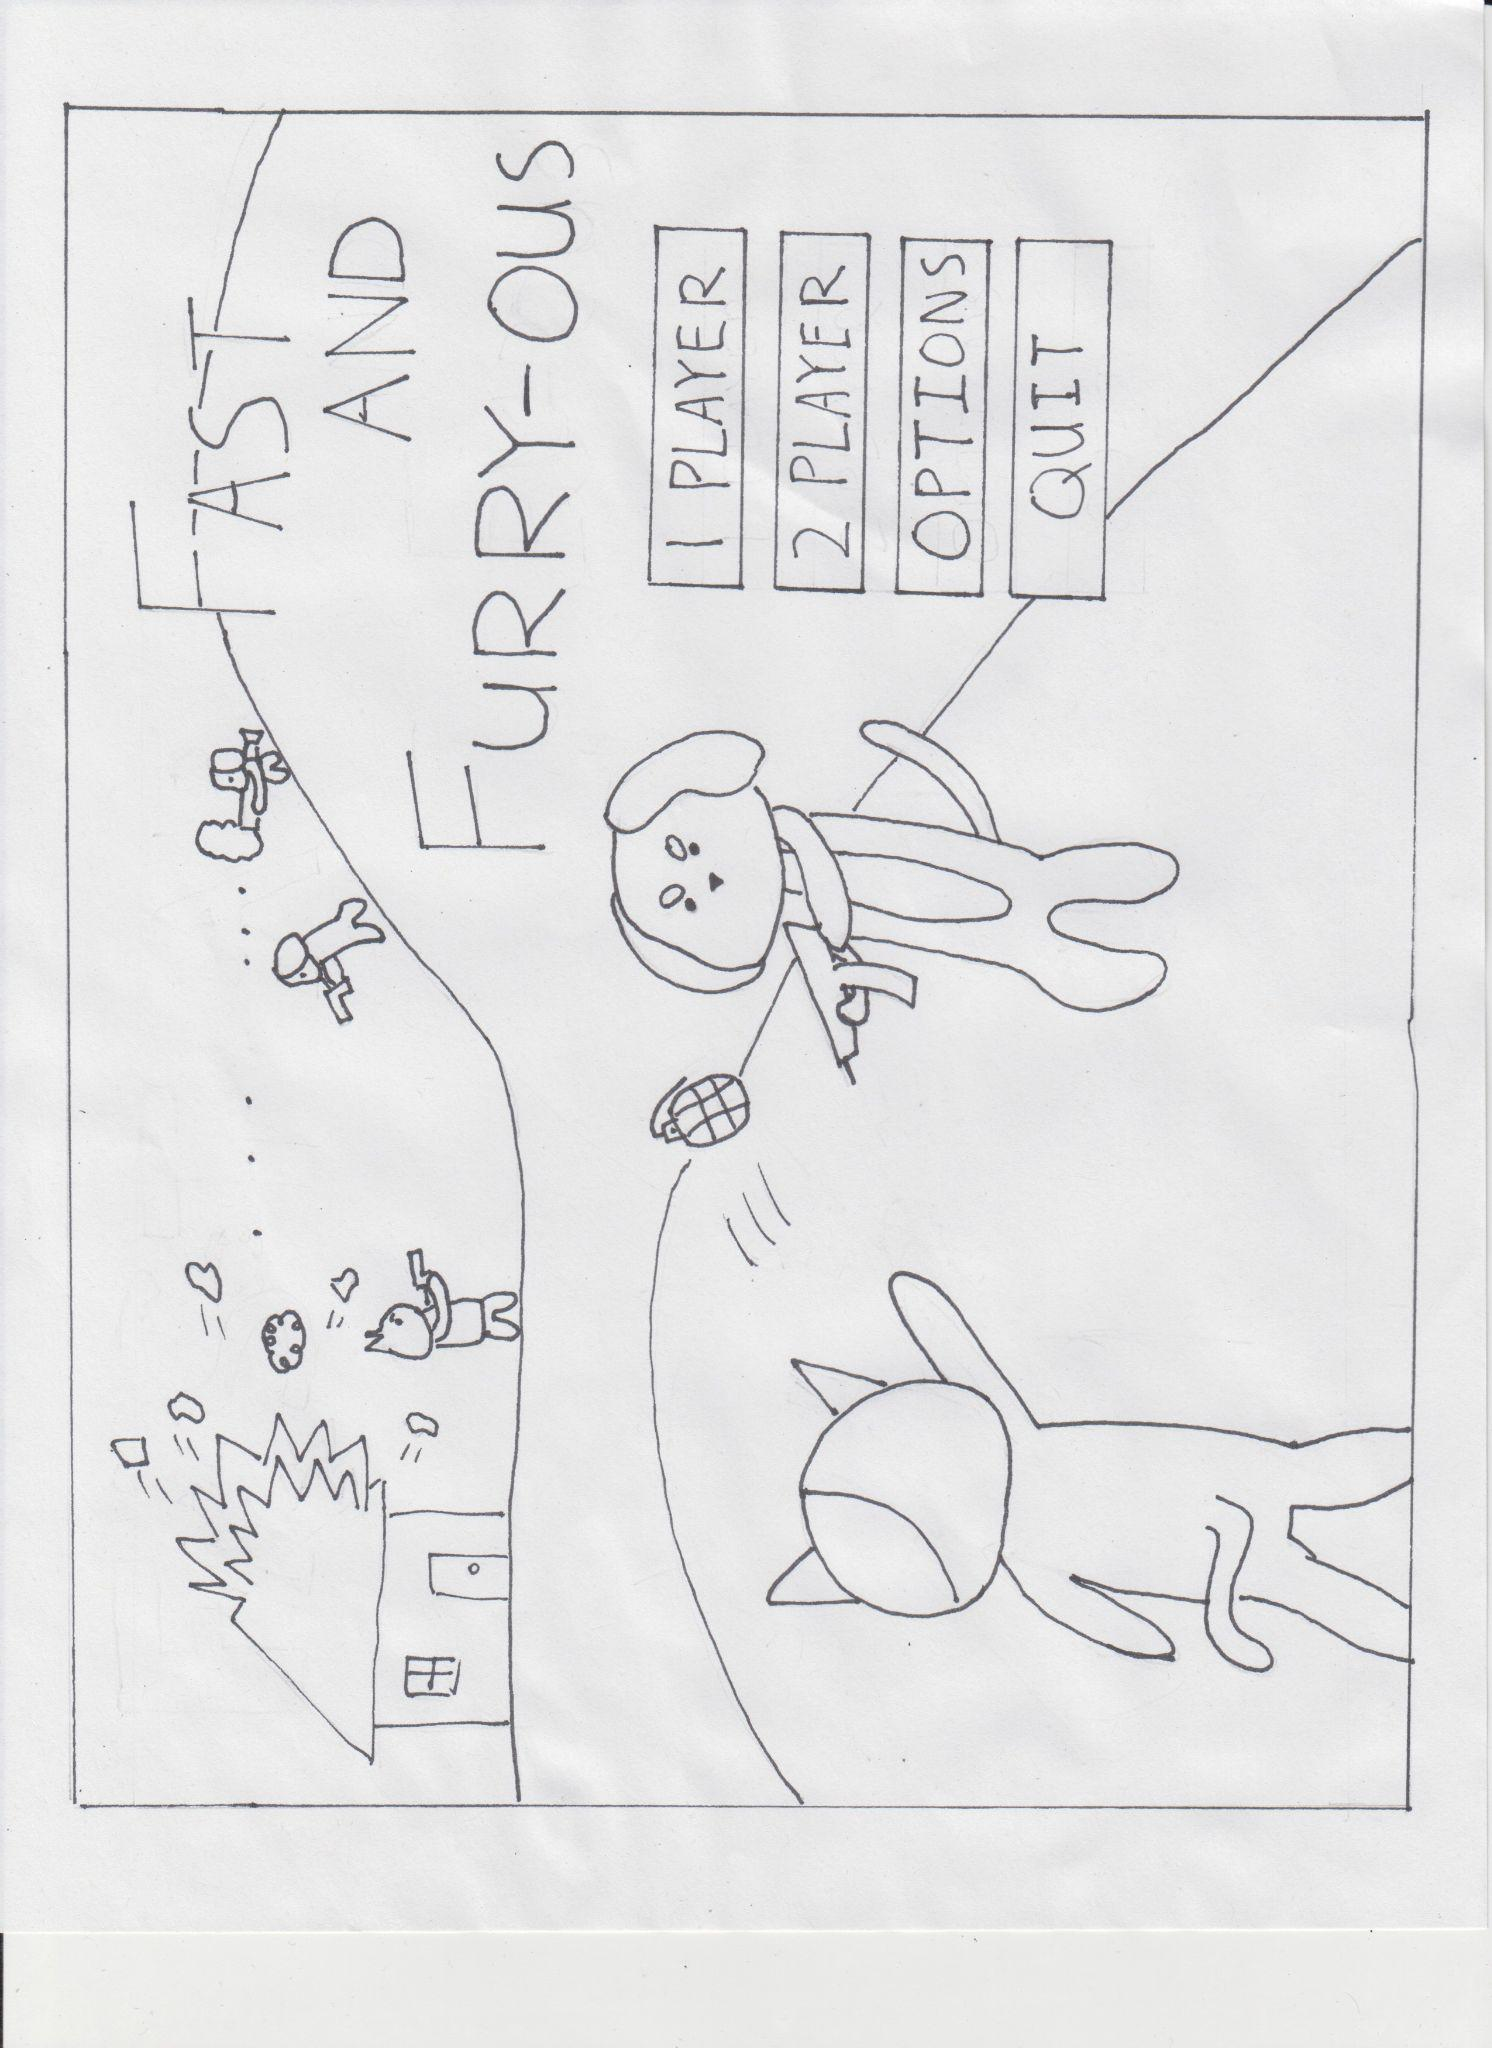 FAST
AND
FURRY-OUS
1 PLAYER
2 PLAYER
OPTIONS
QUIT